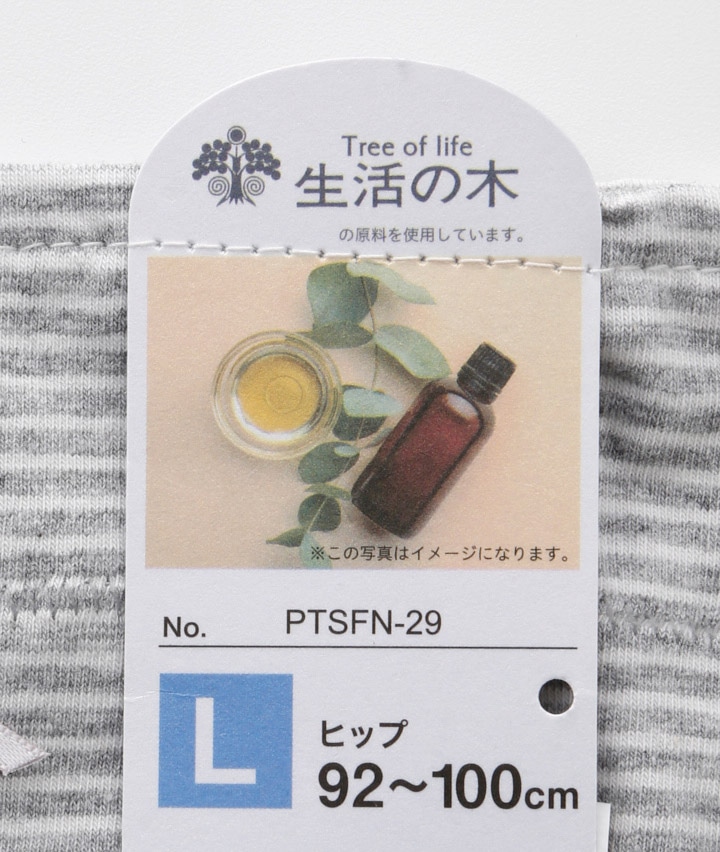 Tree of life
生活の木
の原料を使用しています。
※この写真はイメージになります。
No. PTSFN-29
L
ヒップ
92～100cm